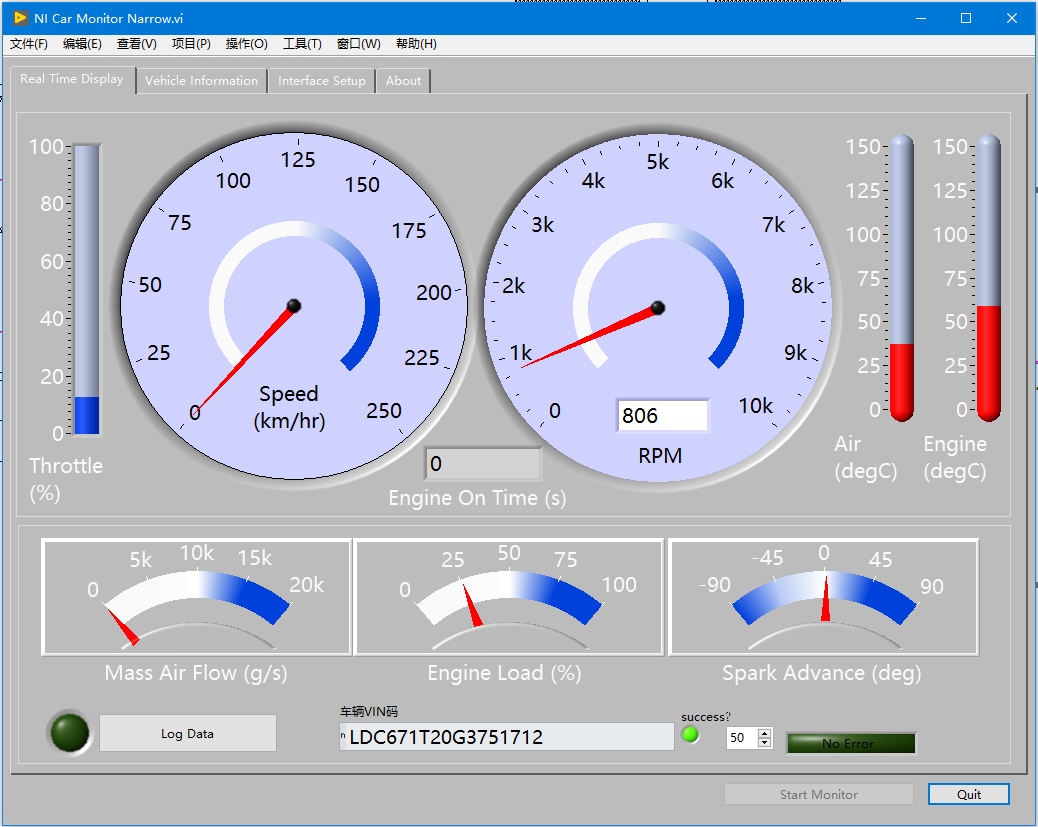 NI Car Monitor Narrow.vi
文件(F) 编辑(E) 查看(V) 项目(P) 操作(O) 工具(T) 窗口(W) 帮助(H)
Real Time Display Vehicle Information Interface Setup About
100
80
60
40
20
0
Throttle
(%)
0
25
50
75
100
125
150
175
200
225
250
Speed
(km/hr)
0
1k
2k
3k
4k
5k
6k
7k
8k
9k
10k
806
RPM
0
Engine On Time (s)
150
125
100
75
50
25
0
Air
(degC)
150
125
100
75
50
25
0
Engine
(degC)
0 5k 10k 15k 20k
Mass Air Flow (g/s)
0 25 50 75 100
Engine Load (%)
-90 -45 0 45 90
Spark Advance (deg)
Log Data
车辆VIN码
LDC671T20G3751712
success?
50
No Error
Start Monitor
Quit